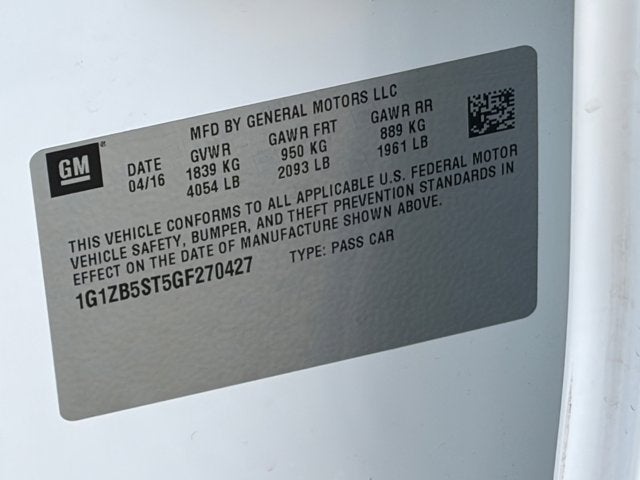 GM
MFD BY GENERAL MOTORS LLC
DATE GVWR GAWR FRT GAWR RR
04/16 1839 KG 950 KG 889 KG
4054 LB 2093 LB 1961 LB
THIS VEHICLE CONFORMS TO ALL APPLICABLE U.S. FEDERAL MOTOR
VEHICLE SAFETY, BUMPER, AND THEFT PREVENTION STANDARDS IN
EFFECT ON THE DATE OF MANUFACTURE SHOWN ABOVE.
1G1ZB5ST5GF270427 TYPE: PASS CAR